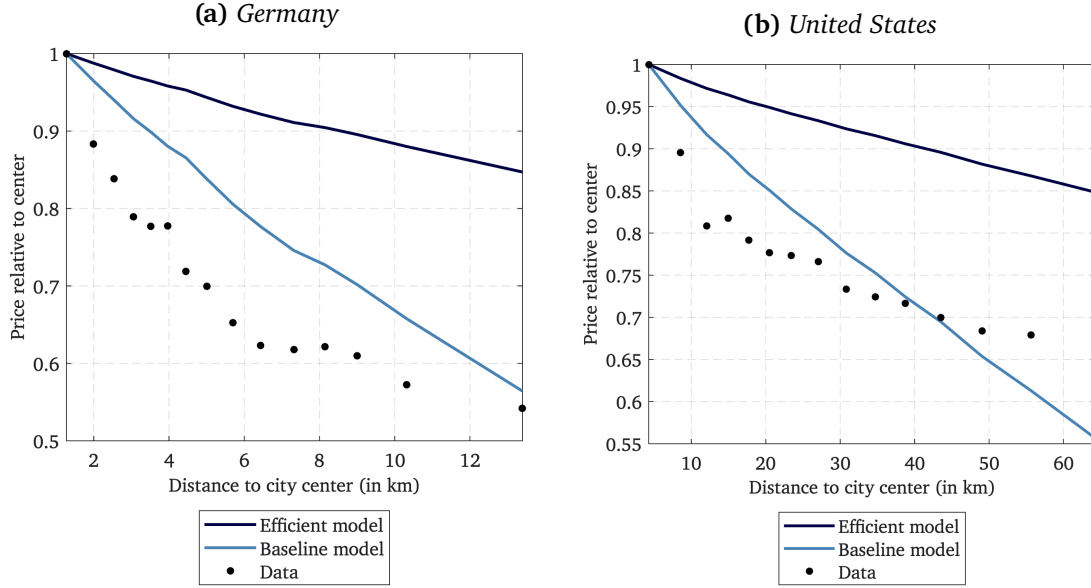 (a) Germany
1
0.9
0.8
0.7
0.6
0.5
Price relative to center
2 4 6 8 10 12
Distance to city center (in km)
Efficient model
Baseline model
Data
(b) United States
1
0.95
0.9
0.85
0.8
0.75
0.7
0.65
0.6
0.55
Price relative to center
10 20 30 40 50 60
Distance to city center (in km)
Efficient model
Baseline model
Data